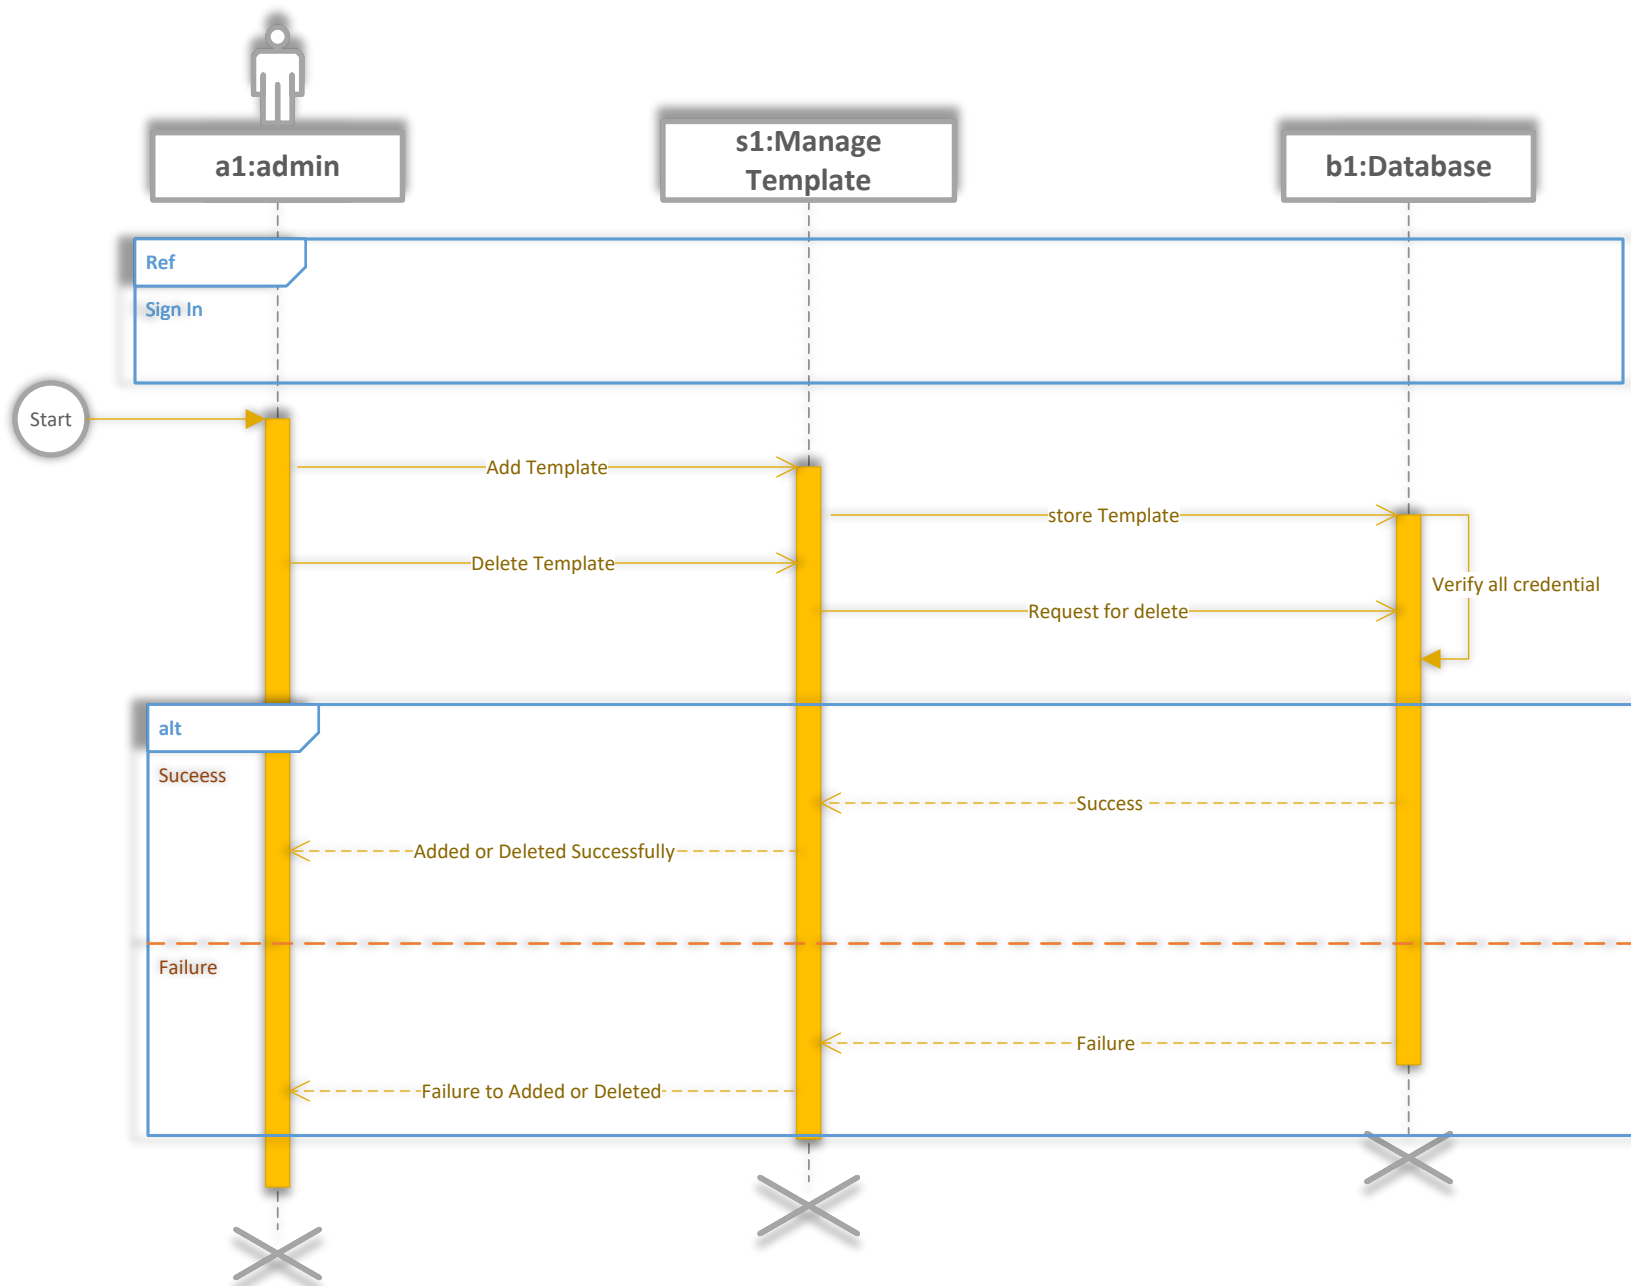 a1:admin
s1:Manage
Template
b1:Database
Ref
Sign In
Start
Add Template
store Template
Delete Template
Verify all credential
Request for delete
alt
Suceess
Success
Added or Deleted Successfully
Failure
Failure
Failure to Added or Deleted